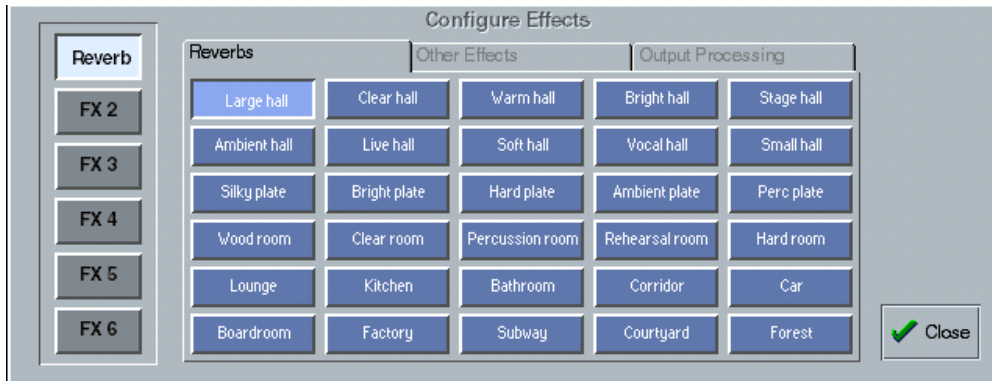 Configure Effects
Reverb
FX 2
FX 3
FX 4
FX 5
FX 6
Reverbs Other Effects Output Processing
Large hall Clear hall Warm hall Bright hall Stage hall
Ambient hall Live hall Soft hall Vocal hall Small hall
Silky plate Bright plate Hard plate Ambient plate Perc plate
Wood room Clear room Percussion room Rehearsal room Hard room
Lounge Kitchen Bathroom Corridor Car
Boardroom Factory Subway Courtyard Forest
Close